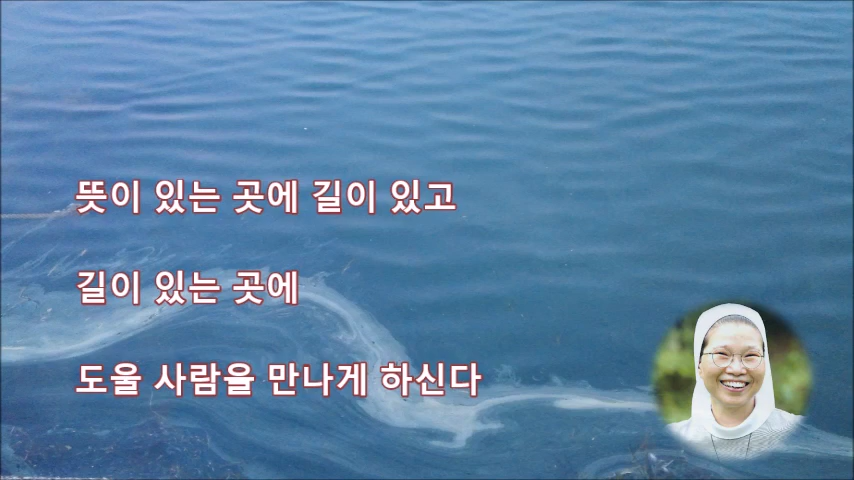 뜻이 있는 곳에 길이 있고
길이 있는 곳에
도울 사람을 만나게 하신다